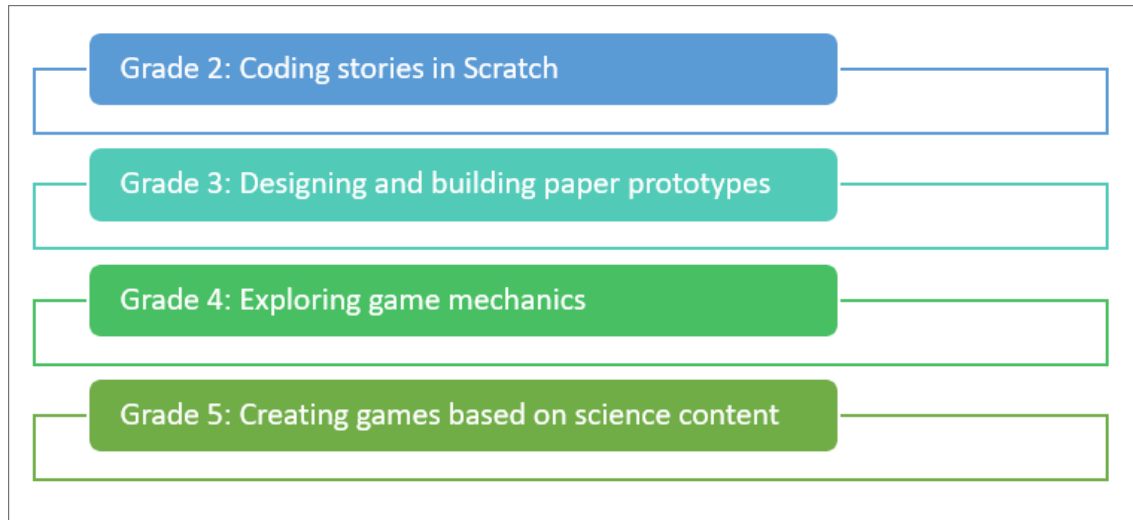 Grade 2: Coding stories in Scratch
Grade 3: Designing and building paper prototypes
Grade 4: Exploring game mechanics
Grade 5: Creating games based on science content